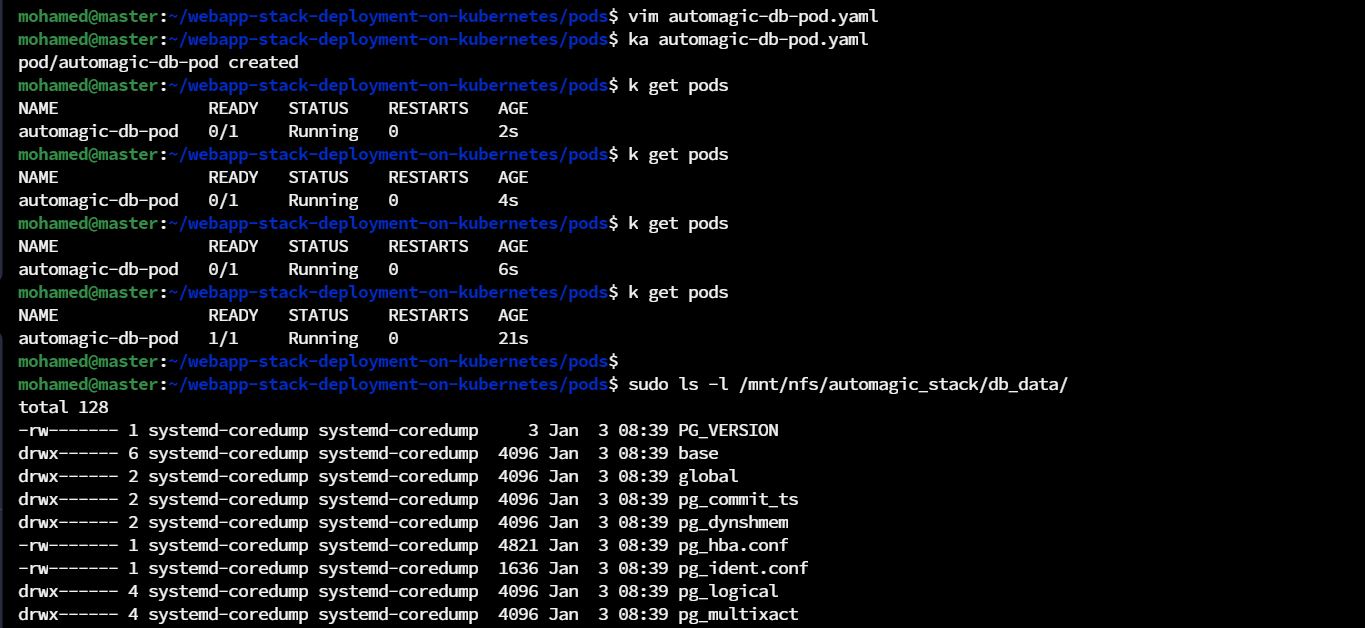 mohamed@master:~/webapp-stack-deployment-on-kubernetes/pods$ vim automagic-db-pod.yaml
mohamed@master:~/webapp-stack-deployment-on-kubernetes/pods$ ka automagic-db-pod.yaml
pod/automagic-db-pod created
mohamed@master:~/webapp-stack-deployment-on-kubernetes/pods$ k get pods
NAME               READY   STATUS    RESTARTS   AGE
automagic-db-pod   0/1     Running   0          2s
mohamed@master:~/webapp-stack-deployment-on-kubernetes/pods$ k get pods
NAME               READY   STATUS    RESTARTS   AGE
automagic-db-pod   0/1     Running   0          4s
mohamed@master:~/webapp-stack-deployment-on-kubernetes/pods$ k get pods
NAME               READY   STATUS    RESTARTS   AGE
automagic-db-pod   0/1     Running   0          6s
mohamed@master:~/webapp-stack-deployment-on-kubernetes/pods$ k get pods
NAME               READY   STATUS    RESTARTS   AGE
automagic-db-pod   1/1     Running   0          21s
mohamed@master:~/webapp-stack-deployment-on-kubernetes/pods$
mohamed@master:~/webapp-stack-deployment-on-kubernetes/pods$ sudo ls -l /mnt/nfs/automagic_stack/db_data/
total 128
-rw------- 1 systemd-coredump systemd-coredump     3 Jan  3 08:39 PG_VERSION
drwx------ 6 systemd-coredump systemd-coredump  4096 Jan  3 08:39 base
drwx------ 2 systemd-coredump systemd-coredump  4096 Jan  3 08:39 global
drwx------ 2 systemd-coredump systemd-coredump  4096 Jan  3 08:39 pg_commit_ts
drwx------ 2 systemd-coredump systemd-coredump  4096 Jan  3 08:39 pg_dynshmem
-rw------- 1 systemd-coredump systemd-coredump  4821 Jan  3 08:39 pg_hba.conf
-rw------- 1 systemd-coredump systemd-coredump  1636 Jan  3 08:39 pg_ident.conf
drwx------ 4 systemd-coredump systemd-coredump  4096 Jan  3 08:39 pg_logical
drwx------ 4 systemd-coredump systemd-coredump  4096 Jan  3 08:39 pg_multixact